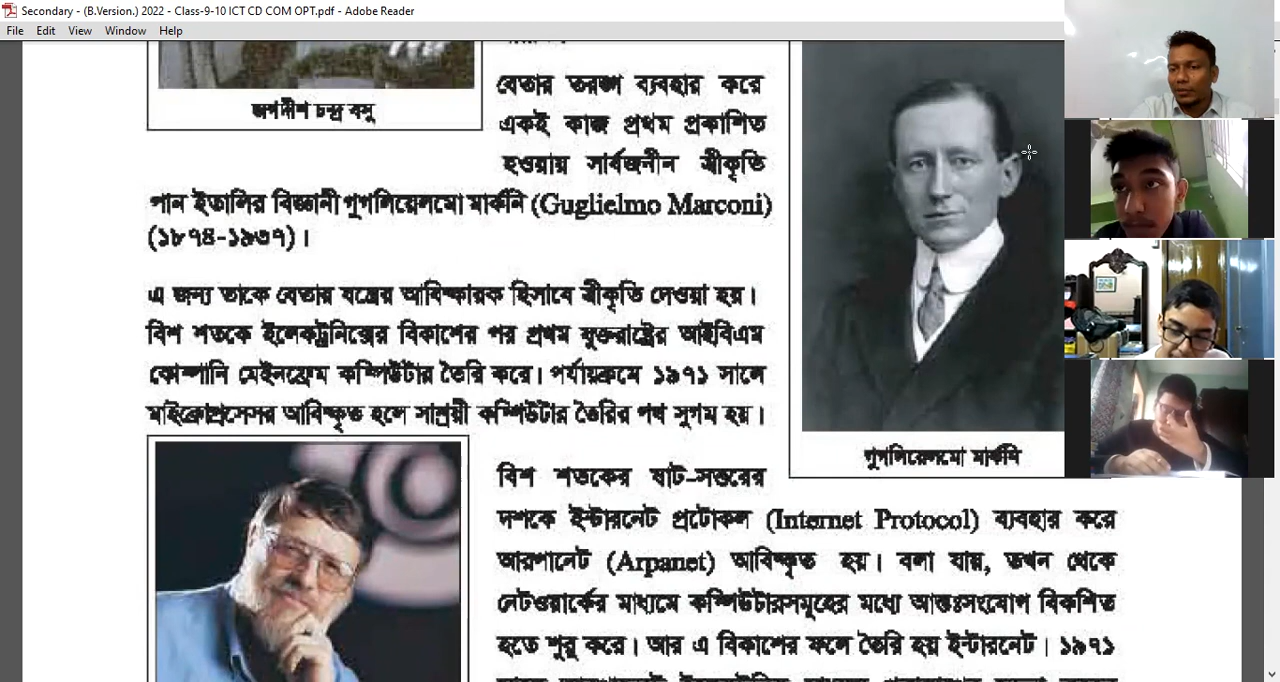 Secondary - (B.Version.) 2022 - Class-9-10 ICT CD COM OPT.pdf - Adobe Reader
File Edit View Window Help
জগদীশ চন্দ্র বসু
বেতার তরঙ্গ ব্যবহার করে
একই কাজ প্রথম প্রকাশিত
হওয়ায় সার্বজনীন স্বীকৃতি
পান ইতালির বিজ্ঞানী গুগলিয়েলমো মার্কনি (Guglielmo Marconi)
(১৮৭৪-১৯৩৭)।
এ জন্য তাকে বেতার যন্ত্রের আবিষ্কারক হিসাবে স্বীকৃতি দেওয়া হয়।
বিশ শতকে ইলেকট্রনিক্সের বিকাশের পর প্রথম যুক্তরাষ্ট্রের আইবিএম
কোম্পানি মেইনফ্রেম কম্পিউটার তৈরি করে। পর্যায়ক্রমে ১৯৭১ সালে
মাইক্রোপ্রসেসর আবিষ্কৃত হলে সাশ্রয়ী কম্পিউটার তৈরির পথ সুগম হয়।
গুগলিয়েলমো মার্কনি
বিশ শতকের ষাট-সত্তরের
দশকে ইন্টারনেট প্রটোকল (Internet Protocol) ব্যবহার করে
আরপানেট (Arpanet) আবিষ্কৃত হয়। বলা যায়, তখন থেকে
নেটওয়ার্কের মাধ্যমে কম্পিউটারসমূহের মধ্যে আন্তঃসংযোগ বিকশিত
হতে শুরু করে। আর এ বিকাশের ফলে তৈরি হয় ইন্টারনেট। ১৯৭১